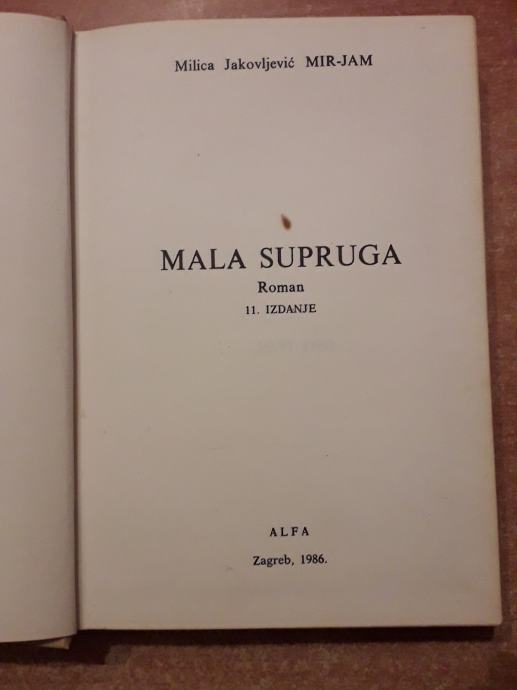 Milica Jakovljević MIR-JAM
MALA SUPRUGA
Roman
11. IZDANJE
ALFA
Zagreb, 1986.